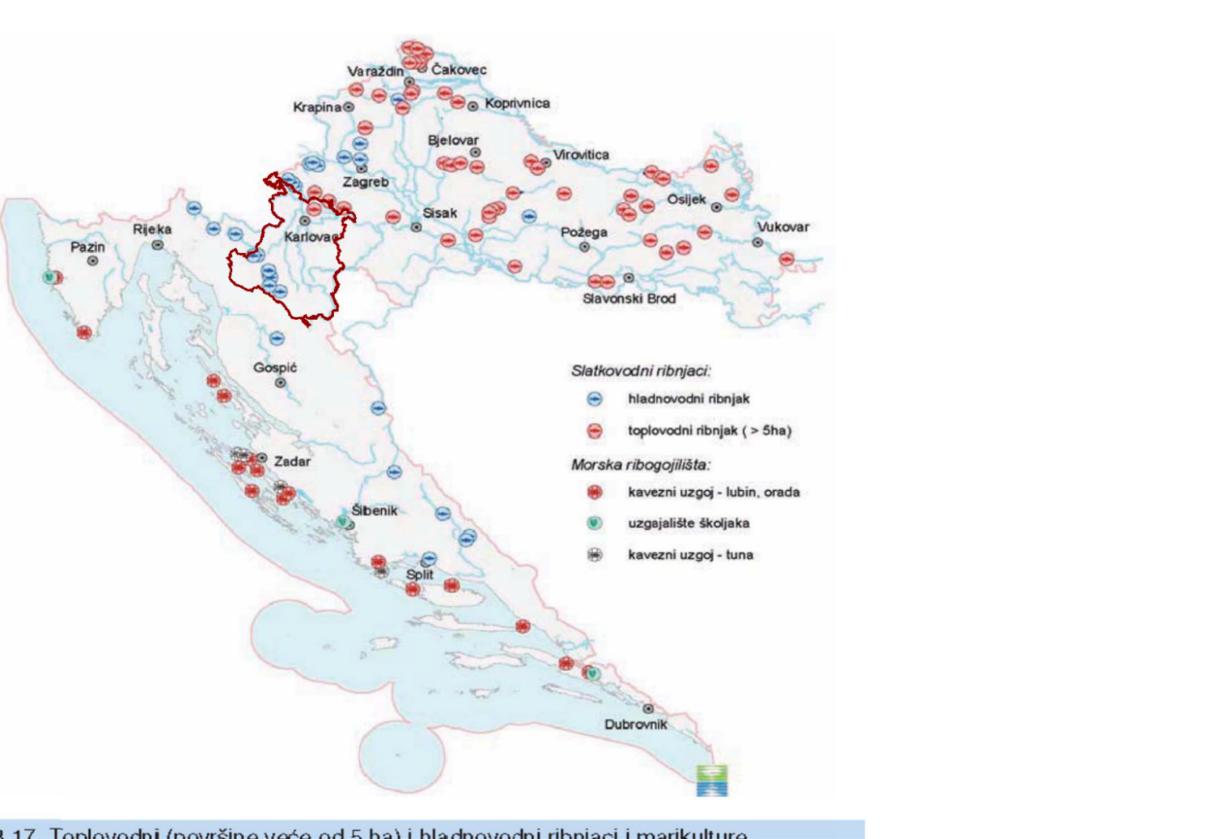 Varaždin
Čakovec
Krapina
Koprivnica
Bjelovar
Virovitica
Zagreb
Osijek
Rijeka
Karlovac
Sisak
Vukovar
Pazin
Požega
Slavonski Brod
Gospić
Slatkovodni ribnjaci:
hladnovodni ribnjak
toplovodni ribnjak ( > 5ha)
Morska ribogojilišta:
Zadar
kavezni uzgoj - lubin, orada
Šibenik
uzgajalište školjaka
kavezni uzgoj - tuna
Split
Dubrovnik
17 Toplovodni (površine veće od 5 ha) i hladnovodni ribnjaci i marikulture